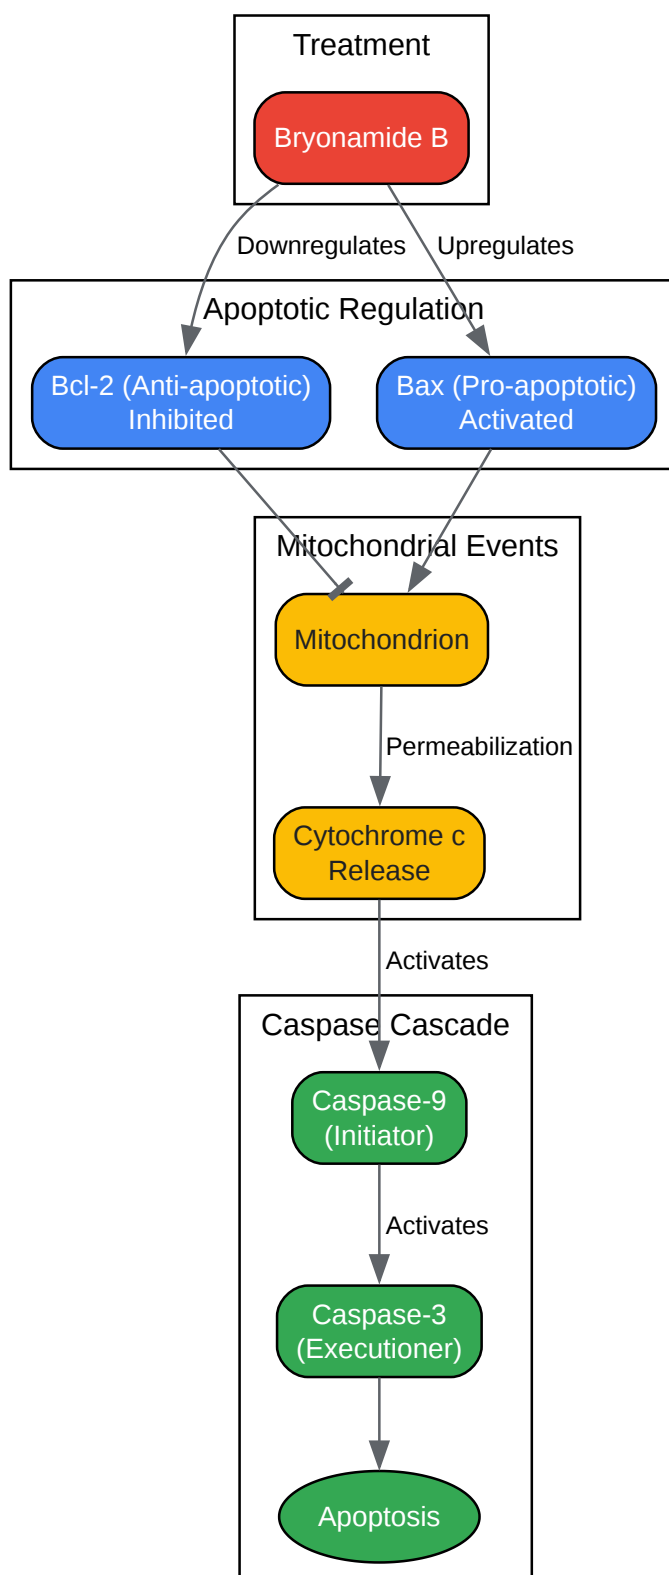 Treatment
Bryonamide B
Downregulates
Upregulates
Apoptotic Regulation
Bcl-2 (Anti-apoptotic)
Inhibited
Bax (Pro-apoptotic)
Activated
Mitochondrial Events
Mitochondrion
Permeabilization
Cytochrome c
Release
Activates
Caspase Cascade
Caspase-9
(Initiator)
Activates
Caspase-3
(Executioner)
Apoptosis